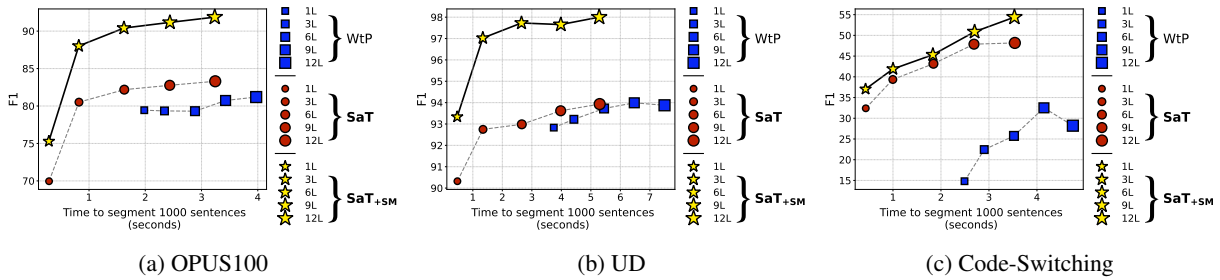 90
85
80
75
70
F1
1
2
3
4
Time to segment 1000 sentences
(seconds)
1L
3L
6L
9L
12L
WtP
1L
3L
6L
9L
12L
SaT
1L
3L
6L
9L
12L
SaT+SM
(a) OPUS100
98
97
96
95
94
93
92
91
90
F1
1
2
3
4
5
6
7
Time to segment 1000 sentences
(seconds)
1L
3L
6L
9L
12L
WtP
1L
3L
6L
9L
12L
SaT
1L
3L
6L
9L
12L
SaT+SM
(b) UD
55
50
45
40
35
30
25
20
15
F1
1
2
3
4
Time to segment 1000 sentences
(seconds)
1L
3L
6L
9L
12L
WtP
1L
3L
6L
9L
12L
SaT
1L
3L
6L
9L
12L
SaT+SM
(c) Code-Switching